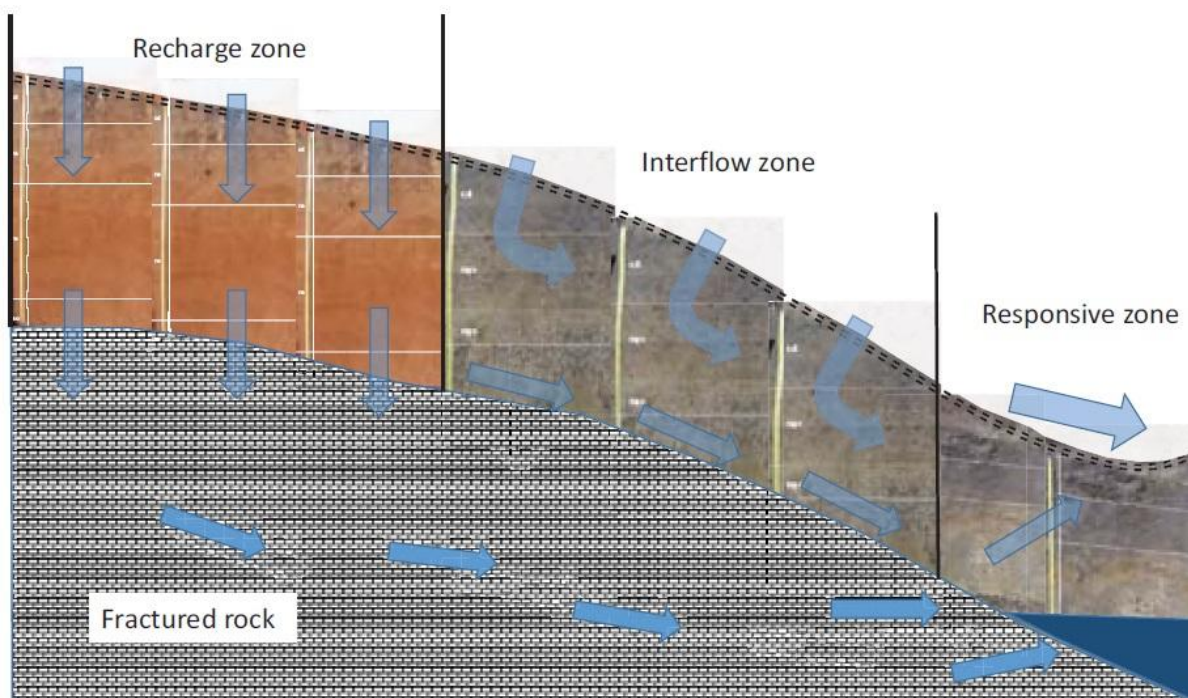 Recharge zone
Interflow zone
Responsive zone
Fractured rock